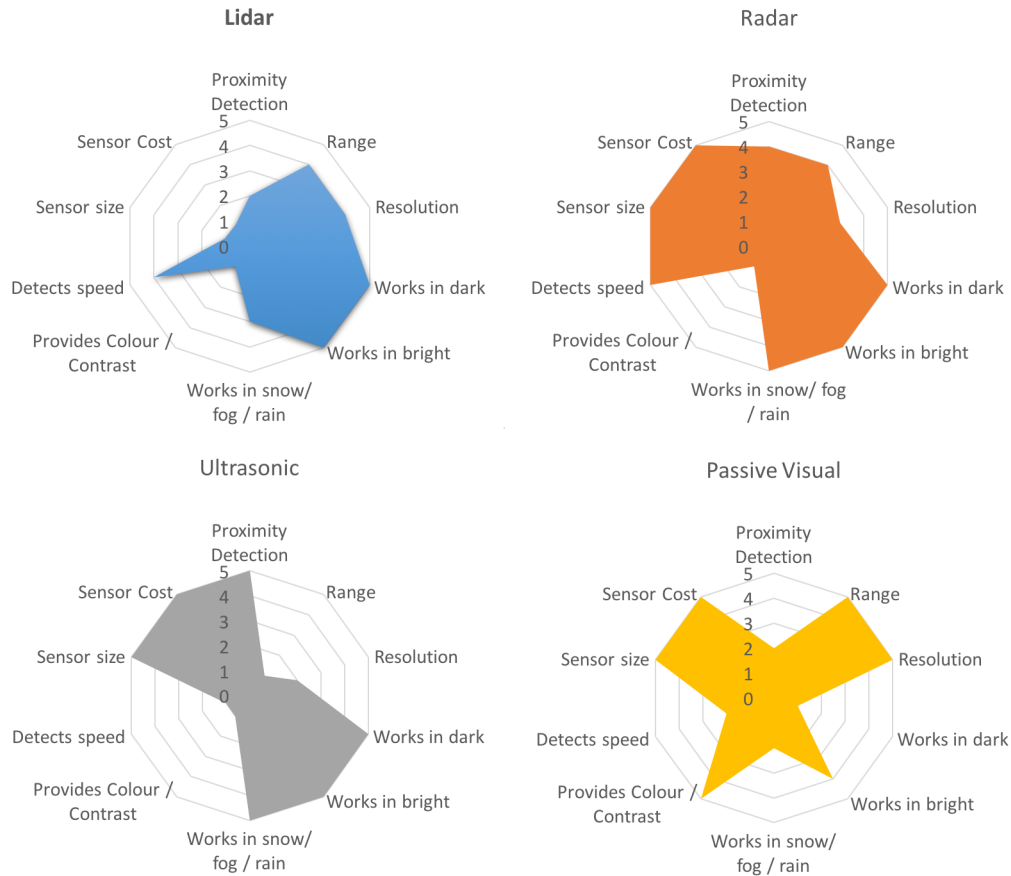 Lidar
Proximity
Detection
5
4
3
2
1
0
Range
Resolution
Works in dark
Works in bright
Works in snow/
fog / rain
Provides Colour /
Contrast
Detects speed
Sensor size
Sensor Cost
Radar
Proximity
Detection
5
4
3
2
1
0
Range
Resolution
Works in dark
Works in bright
Works in snow/ fog
/ rain
Provides Colour /
Contrast
Detects speed
Sensor size
Sensor Cost
Ultrasonic
Proximity
Detection
5
4
3
2
1
0
Range
Resolution
Works in dark
Works in bright
Works in snow/
fog / rain
Provides Colour /
Contrast
Detects speed
Sensor size
Sensor Cost
Passive Visual
Proximity
Detection
5
4
3
2
1
0
Range
Resolution
Works in dark
Works in bright
Works in snow/
fog / rain
Provides Colour /
Contrast
Detects speed
Sensor size
Sensor Cost